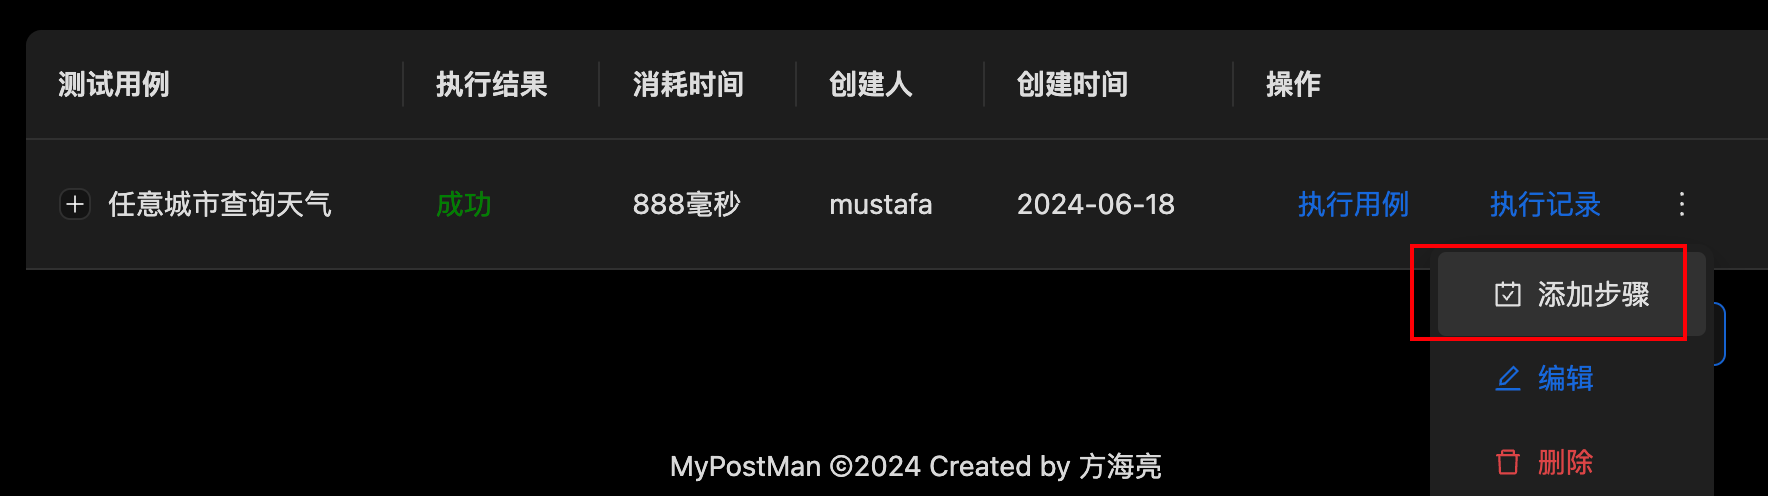 测试用例 执行结果 消耗时间 创建人 创建时间 操作
任意城市查询天气 成功 888毫秒 mustafa 2024-06-18 执行用例 执行记录
添加步骤
编辑
删除
MyPostMan ©2024 Created by 方海亮